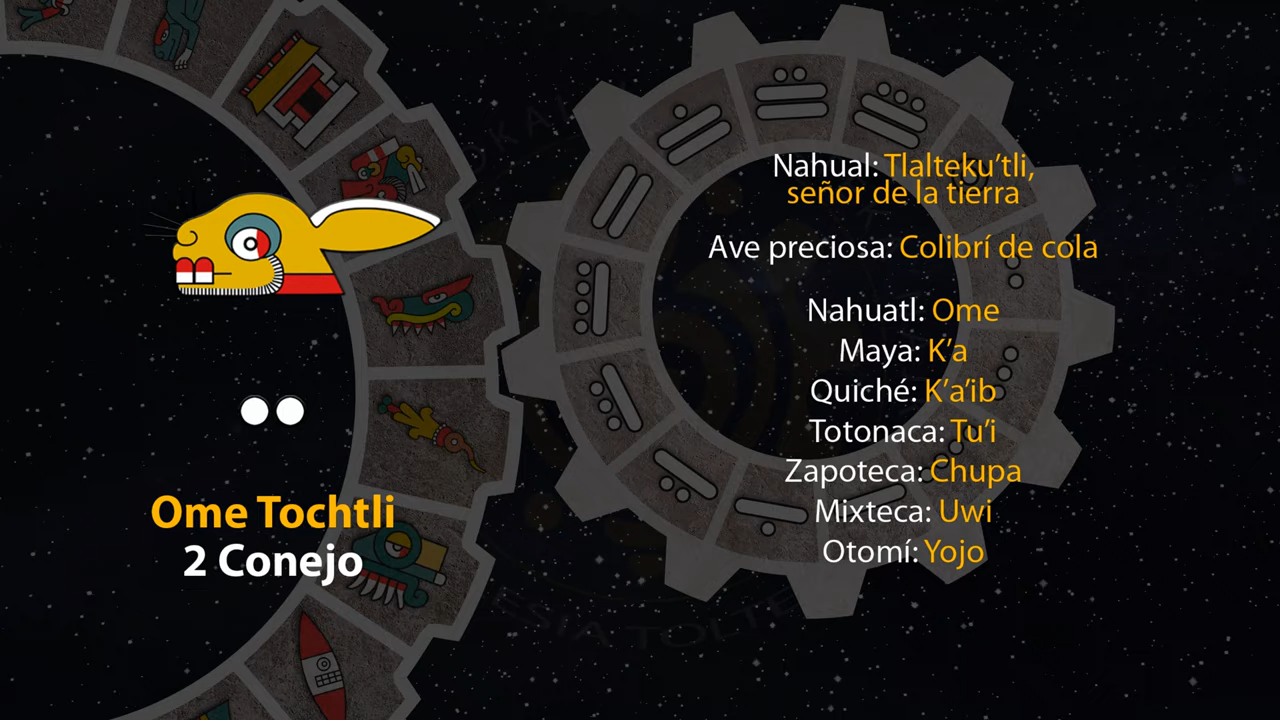 Nahual: Tlalteku’tli,
señor de la tierra
Ave preciosa: Colibrí de cola
Nahuatl: Ome
Maya: K’a
Quiché: K’a’ib
Totonaca: Tu’i
Zapoteca: Chupa
Mixteca: Uwi
Otomí: Yojo
Ome Tochtli
2 Conejo